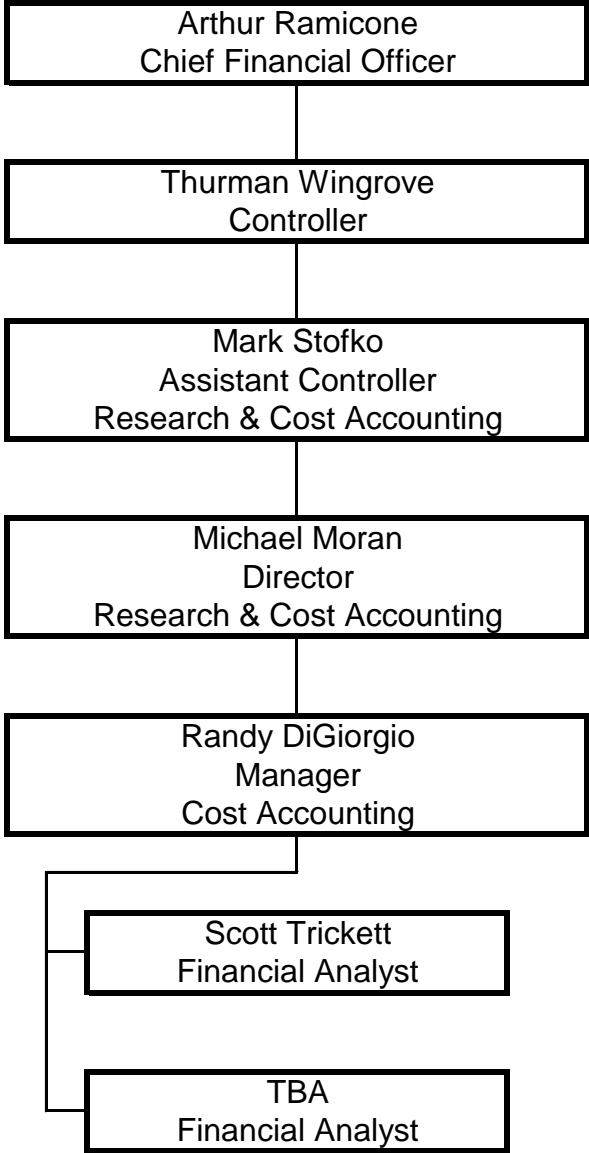 Arthur Ramicone
Chief Financial Officer
Thurman Wingrove
Controller
Mark Stofko
Assistant Controller
Research & Cost Accounting
Michael Moran
Director
Research & Cost Accounting
Randy DiGiorgio
Manager
Cost Accounting
Scott Trickett
Financial Analyst
TBA
Financial Analyst